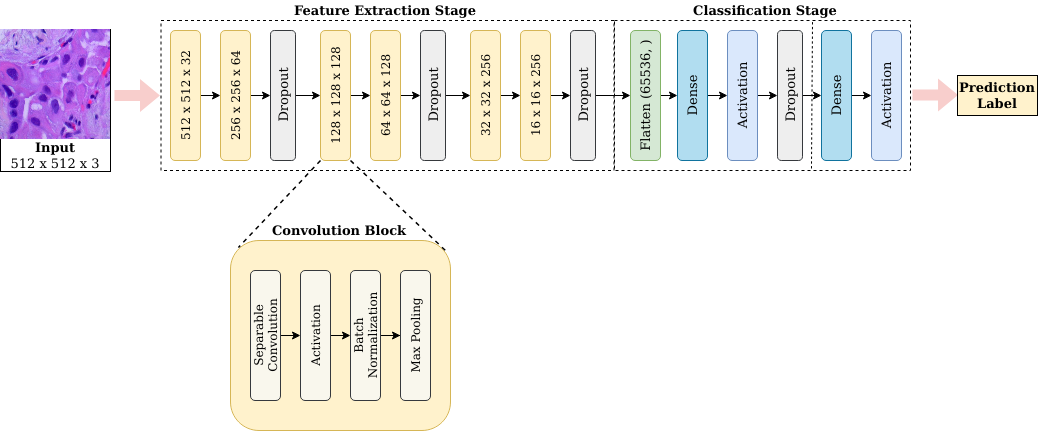 Feature Extraction Stage
Classification Stage
Input
512 x 512 x 3
512 x 512 x 32
256 x 256 x 64
Dropout
128 x 128 x 128
64 x 64 x 128
Dropout
32 x 32 x 256
16 x 16 x 256
Dropout
Flatten (65536, )
Dense
Activation
Dropout
Dense
Activation
Prediction
Label
Convolution Block
Separable
Convolution
Activation
Batch
Normalization
Max Pooling